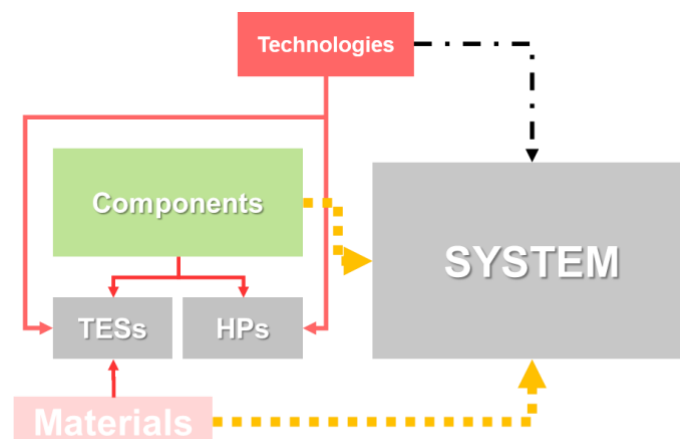 Technologies
Components
SYSTEM
TESs
HPs
Materials